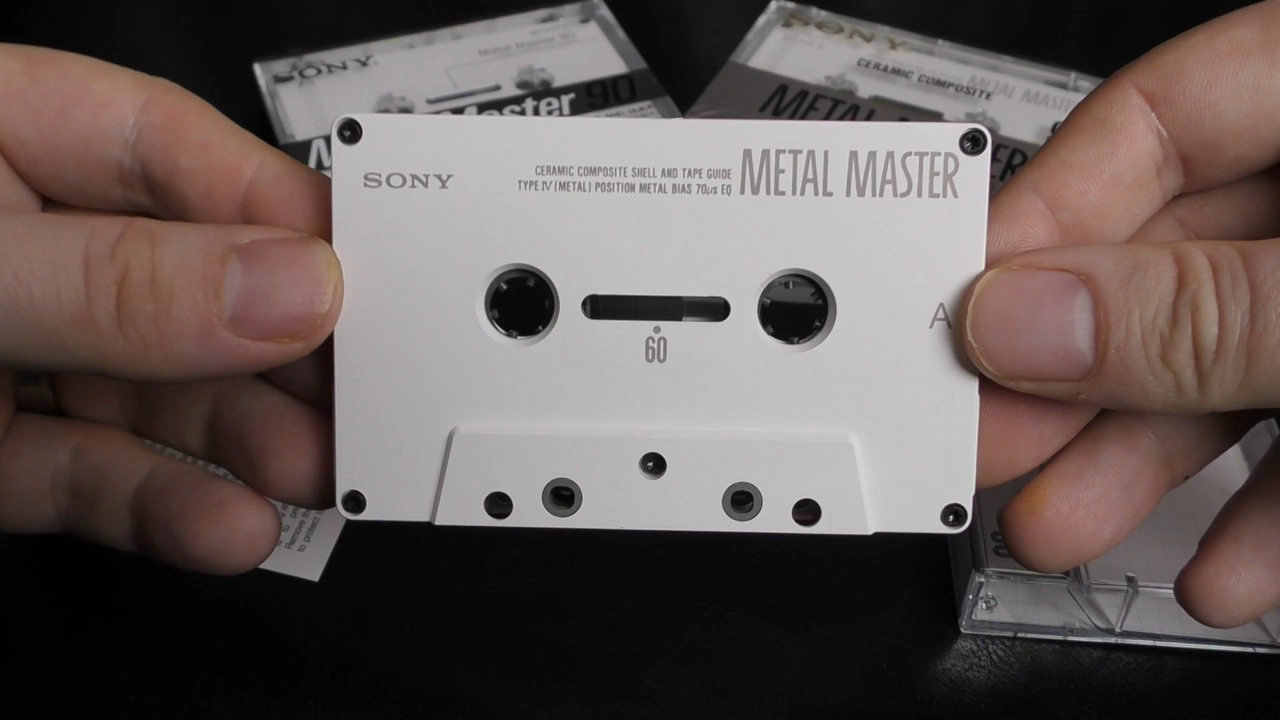 SONY
Metal Master 90
Master 90
SONY
CERAMIC COMPOSITE
METAL
SONY
CERAMIC COMPOSITE SHELL AND TAPE GUIDE
TYPE IV (METAL) POSITION METAL BIAS 70µs EQ
METAL MASTER
A
60